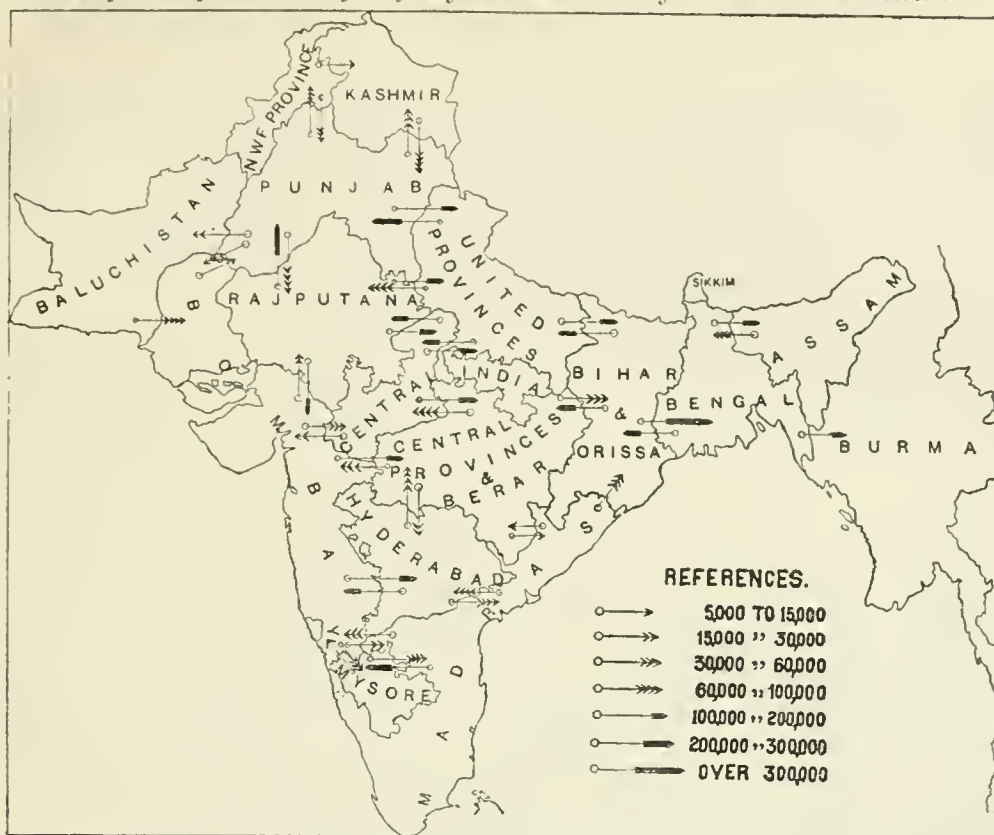 KASHMIR
NWF PROVINCE
PUNJAB
BALUCHISTAN
UNITED
PROVINCES
RAJPUTANA
SIKKIM
ASSAM
BIHAR
&
ORISSA
BENGAL
BURMA
CENTRAL INDIA
CENTRAL
PROVINCES
&
BERAR
BOMBAY
HYDERABAD
MYSORE
MADRAS
REFERENCES.
5,000 TO 15,000
15,000 " 30,000
30,000 " 60,000
60,000 " 100,000
100,000 " 200,000
200,000 " 300,000
OVER 300,000